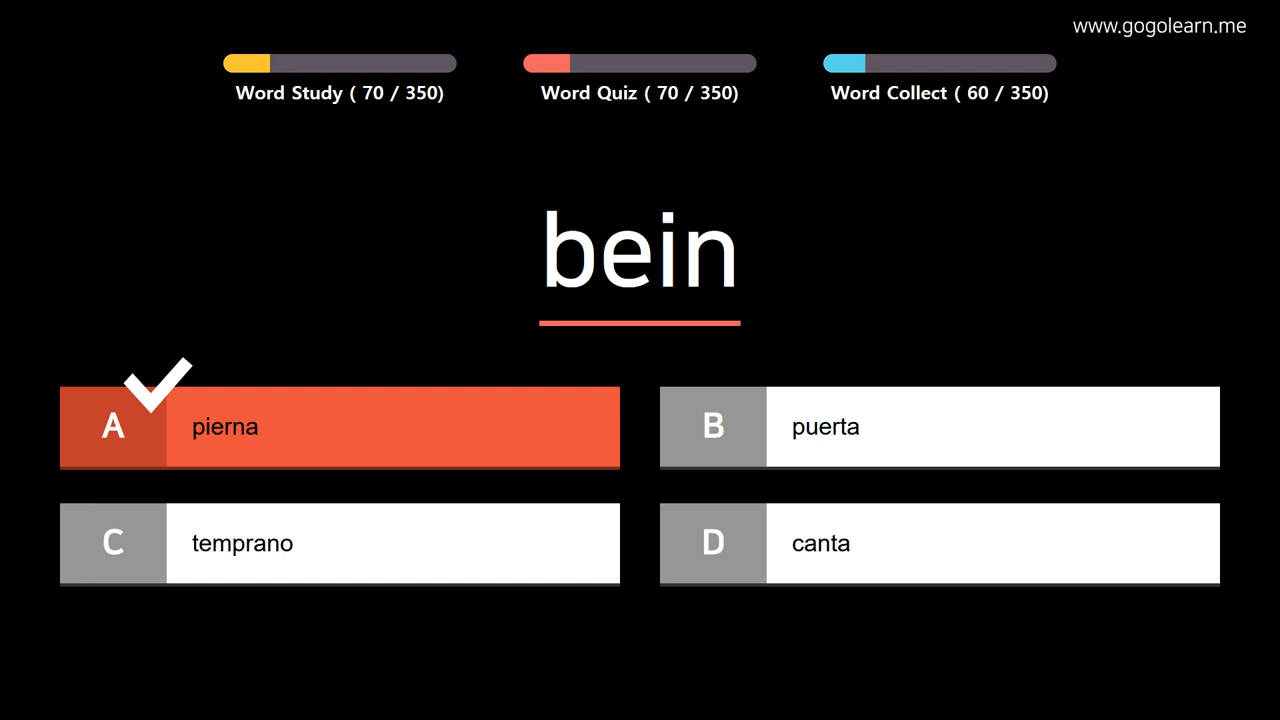 www.gogolearn.me
Word Study ( 70 / 350)
Word Quiz ( 70 / 350)
Word Collect ( 60 / 350)
bein
A pierna
B puerta
C temprano
D canta